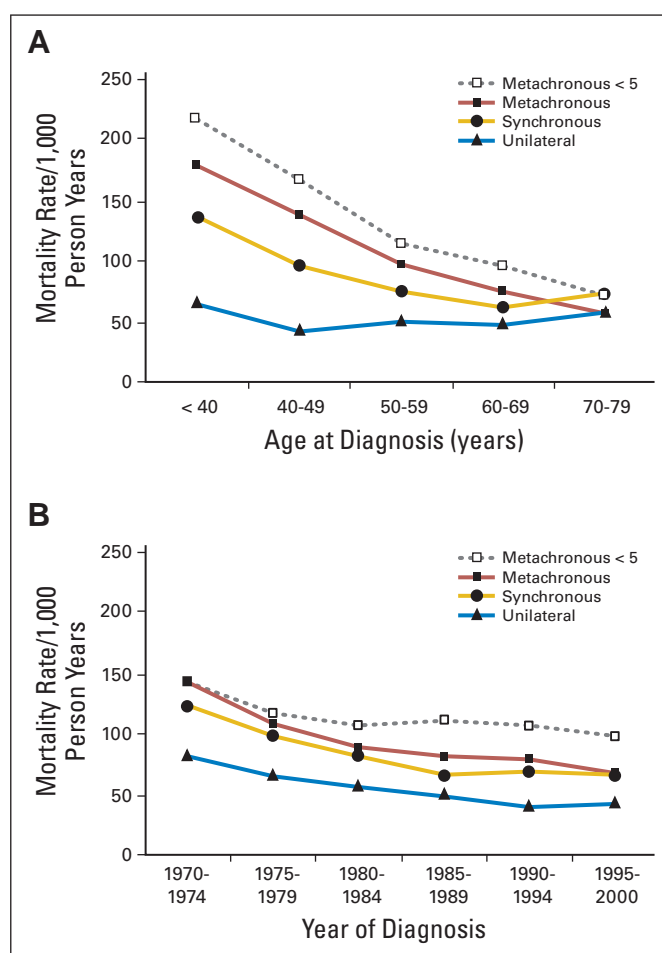 A
250
200
150
100
50
0
Mortality Rate/1,000
Person Years
Metachronous < 5
Metachronous
Synchronous
Unilateral
< 40 40-49 50-59 60-69 70-79
Age at Diagnosis (years)
B
250
200
150
100
50
0
Mortality Rate/1,000
Person Years
Metachronous < 5
Metachronous
Synchronous
Unilateral
1970- 1975- 1980- 1985- 1990- 1995-
1974 1979 1984 1989 1994 2000
Year of Diagnosis